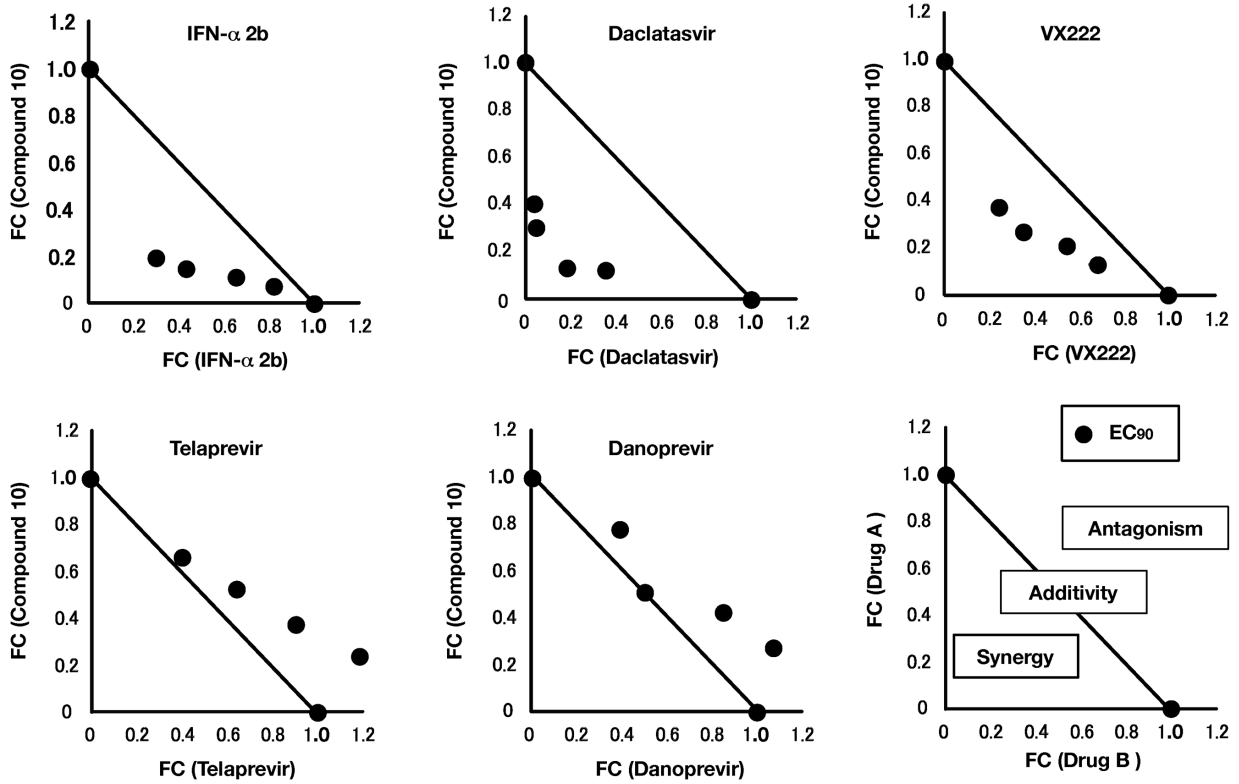 IFN-α 2b
1.2
1.0
0.8
0.6
0.4
0.2
0
FC (Compound 10)
0 0.2 0.4 0.6 0.8 1.0 1.2
FC (IFN-α 2b)
Daclatasvir
1.2
1.0
0.8
0.6
0.4
0.2
0
FC (Compound 10)
0 0.2 0.4 0.6 0.8 1.0 1.2
FC (Daclatasvir)
VX222
1.2
1.0
0.8
0.6
0.4
0.2
0
FC (Compound 10)
0 0.2 0.4 0.6 0.8 1.0 1.2
FC (VX222)
Telaprevir
1.2
1.0
0.8
0.6
0.4
0.2
0
FC (Compound 10)
0 0.2 0.4 0.6 0.8 1.0 1.2
FC (Telaprevir)
Danoprevir
1.2
1.0
0.8
0.6
0.4
0.2
0
FC (Compound 10)
0 0.2 0.4 0.6 0.8 1.0 1.2
FC (Danoprevir)
EC90
1.2
1.0
0.8
0.6
0.4
0.2
0
FC (Drug A )
Antagonism
Additivity
Synergy
0 0.2 0.4 0.6 0.8 1.0 1.2
FC (Drug B )